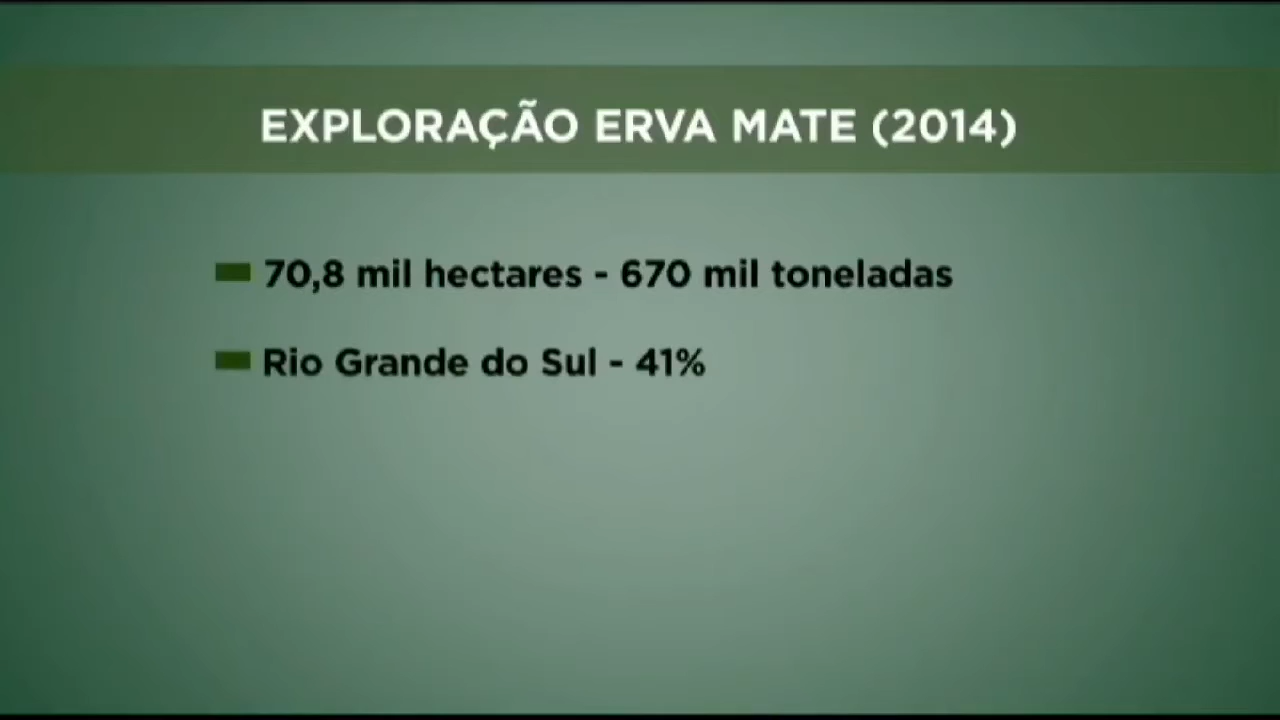 EXPLORAÇÃO ERVA MATE (2014)
70,8 mil hectares - 670 mil toneladas
Rio Grande do Sul - 41%